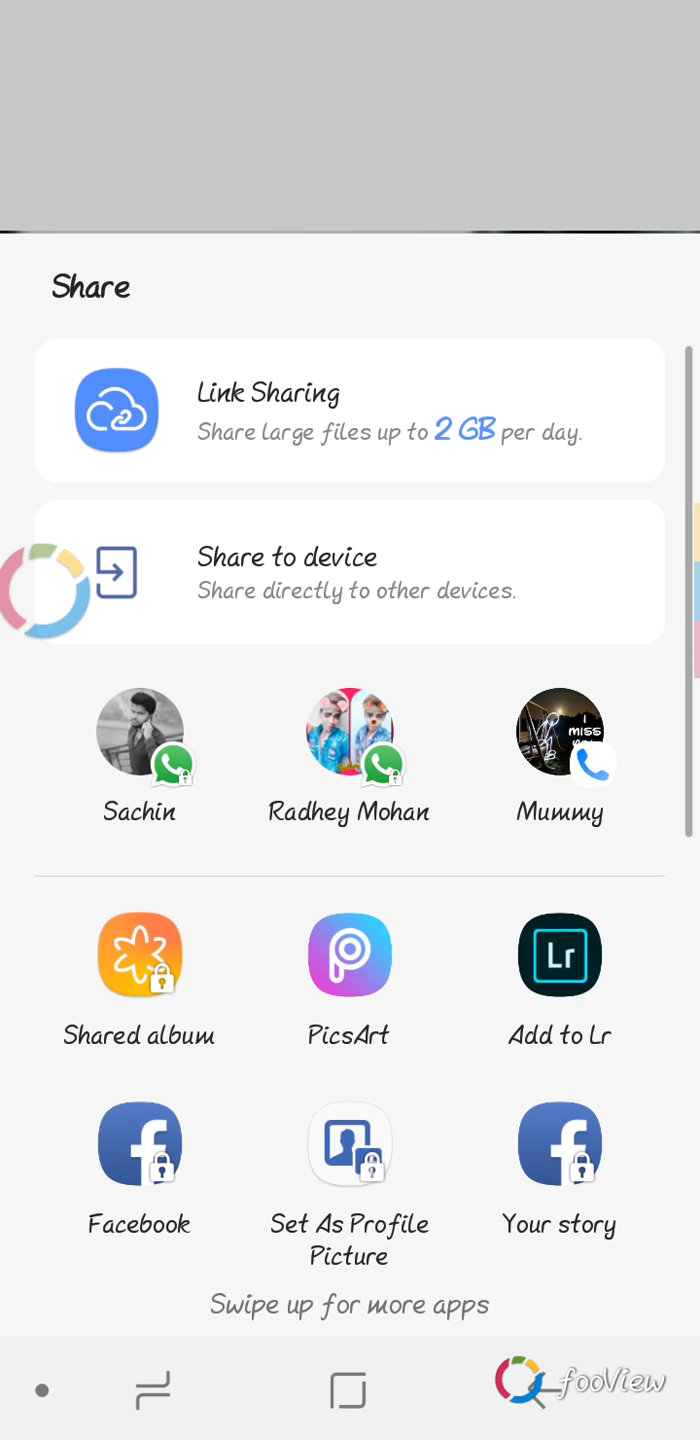 Share
Link Sharing
Share large files up to 2 GB per day.
Share to device
Share directly to other devices.
I
MISS
Sachin
Radhey Mohan
Mummy
Lr
Shared album
PicsArt
Add to Lr
Facebook
Set As Profile
Picture
Your story
Swipe up for more apps
fooView